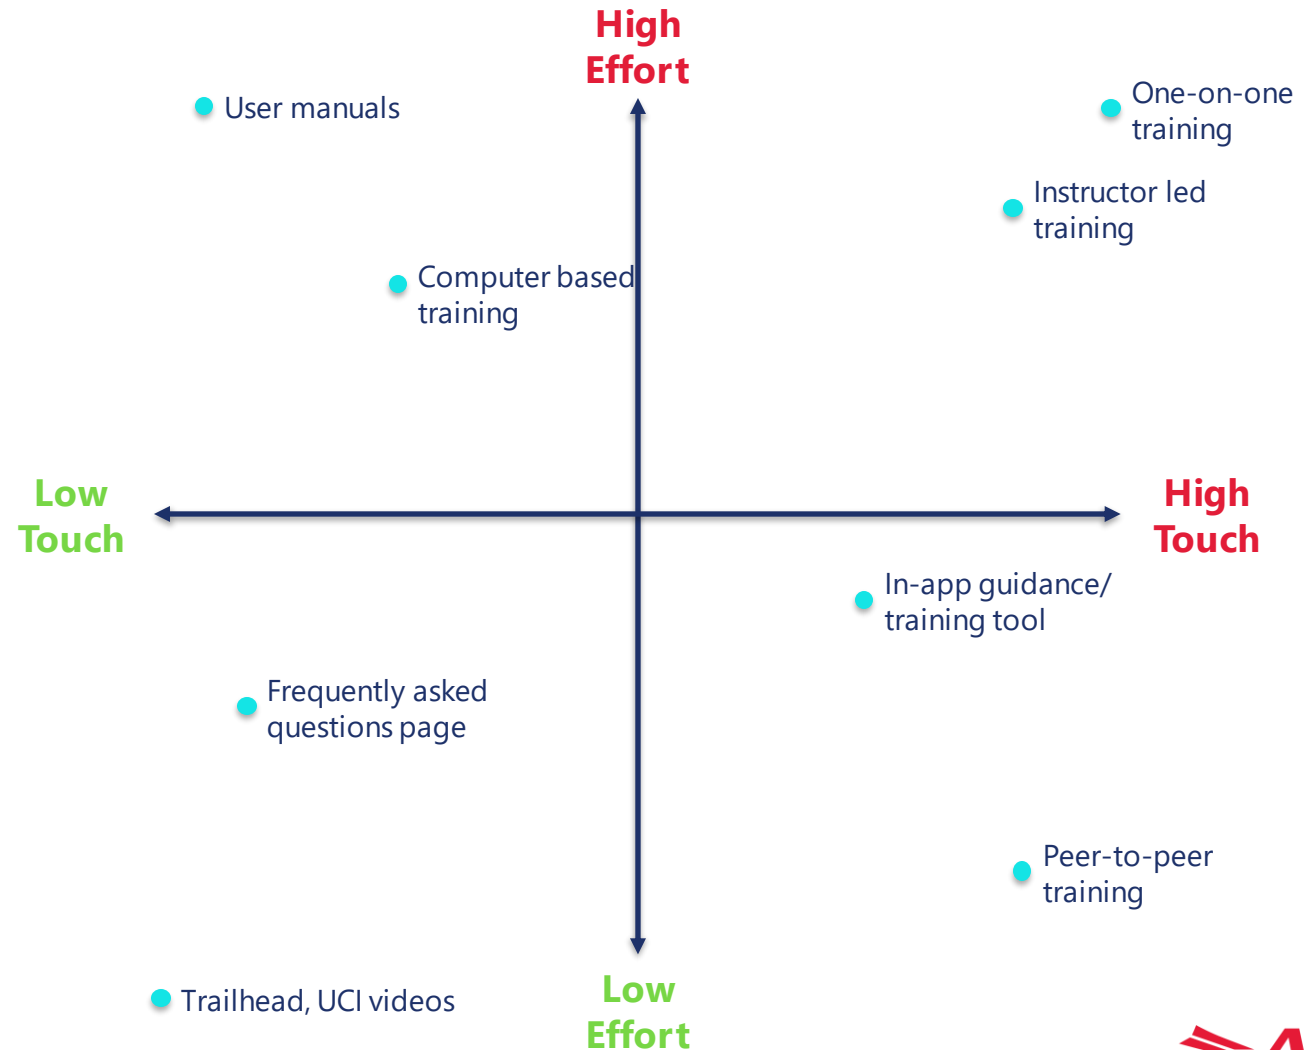 High
Effort
User manuals
One-on-one
training
Instructor led
training
Computer based
training
Low
Touch
High
Touch
In-app guidance/
training tool
Frequently asked
questions page
Peer-to-peer
training
Trailhead, UCI videos
Low
Effort